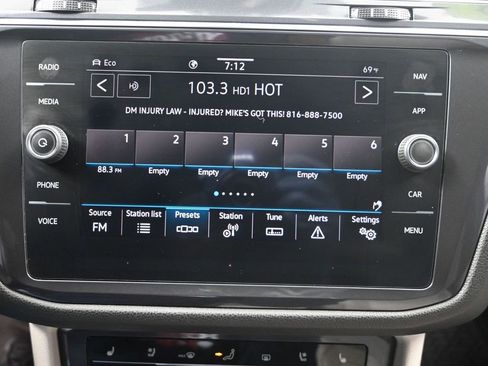 RADIO
MEDIA
PHONE
VOICE
Eco
7:12
69°F
103.3 HD1 HOT
DM INJURY LAW - INJURED? MIKE'S GOT THIS! 816-888-7500
1 2 3 4 5 6
88.3 FM Empty Empty Empty Empty Empty
Source Station list Presets Station Tune Alerts Settings
FM
NAV
APP
CAR
MENU